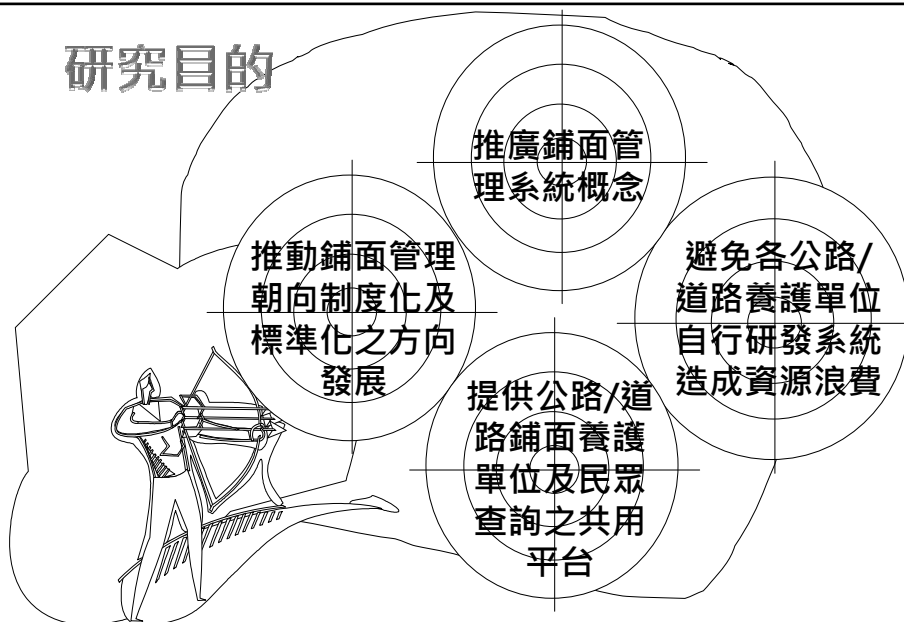 研究目的
推廣鋪面管
理系統概念
推動鋪面管理
朝向制度化及
標準化之方向
發展
避免各公路/
道路養護單位
自行研發系統
造成資源浪費
提供公路/道
路鋪面養護
單位及民眾
查詢之共用
平台